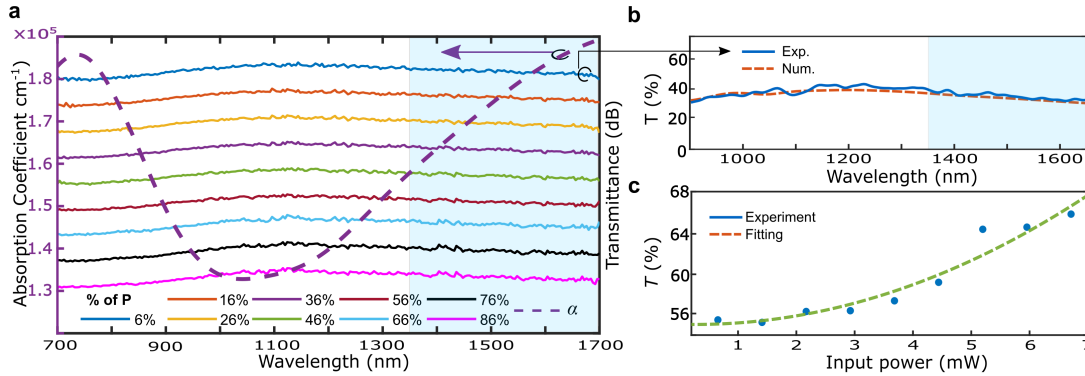 a
×10⁵
1.8
1.7
1.6
1.5
1.4
1.3
Absorption Coefficient cm⁻¹
Transmittance (dB)
% of P
16%
36%
56%
76%
α
6%
26%
46%
66%
86%
700
900
1100
1300
1500
1700
Wavelength (nm)
b
60
40
20
0
T (%)
Exp.
Num.
1000
1200
1400
1600
Wavelength (nm)
c
68
64
60
56
T (%)
Experiment
Fitting
1
2
3
4
5
6
7
Input power (mW)